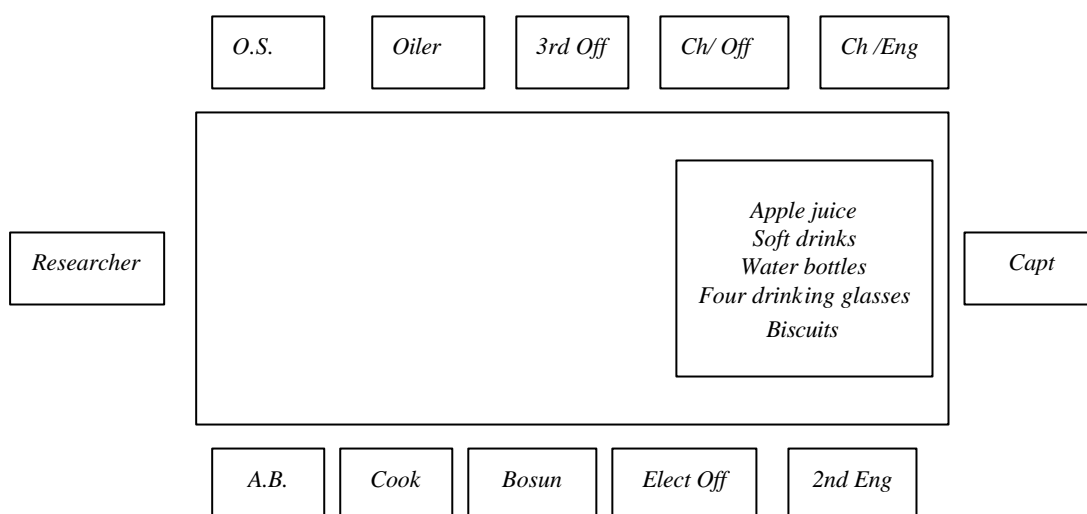 O.S.
Oiler
3rd Off
Ch/ Off
Ch /Eng
Apple juice
Soft drinks
Water bottles
Four drinking glasses
Biscuits
Researcher
Capt
A.B.
Cook
Bosun
Elect Off
2nd Eng